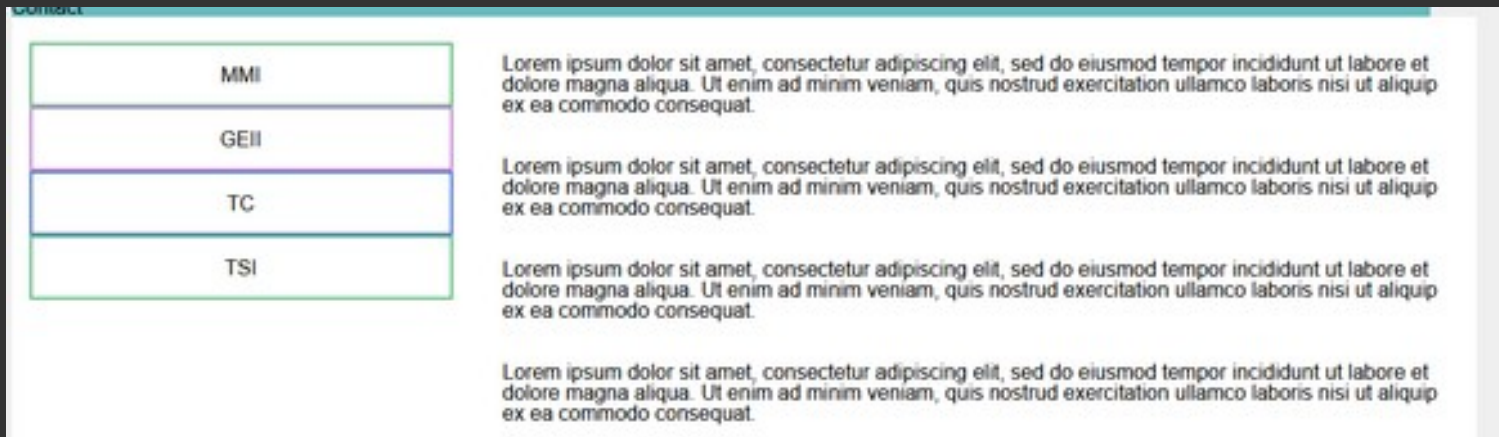 Contact
MMI
GEII
TC
TSI
Lorem ipsum dolor sit amet, consectetur adipiscing elit, sed do eiusmod tempor incididunt ut labore et
dolore magna aliqua. Ut enim ad minim veniam, quis nostrud exercitation ullamco laboris nisi ut aliquip
ex ea commodo consequat.
Lorem ipsum dolor sit amet, consectetur adipiscing elit, sed do eiusmod tempor incididunt ut labore et
dolore magna aliqua. Ut enim ad minim veniam, quis nostrud exercitation ullamco laboris nisi ut aliquip
ex ea commodo consequat.
Lorem ipsum dolor sit amet, consectetur adipiscing elit, sed do eiusmod tempor incididunt ut labore et
dolore magna aliqua. Ut enim ad minim veniam, quis nostrud exercitation ullamco laboris nisi ut aliquip
ex ea commodo consequat.
Lorem ipsum dolor sit amet, consectetur adipiscing elit, sed do eiusmod tempor incididunt ut labore et
dolore magna aliqua. Ut enim ad minim veniam, quis nostrud exercitation ullamco laboris nisi ut aliquip
ex ea commodo consequat.